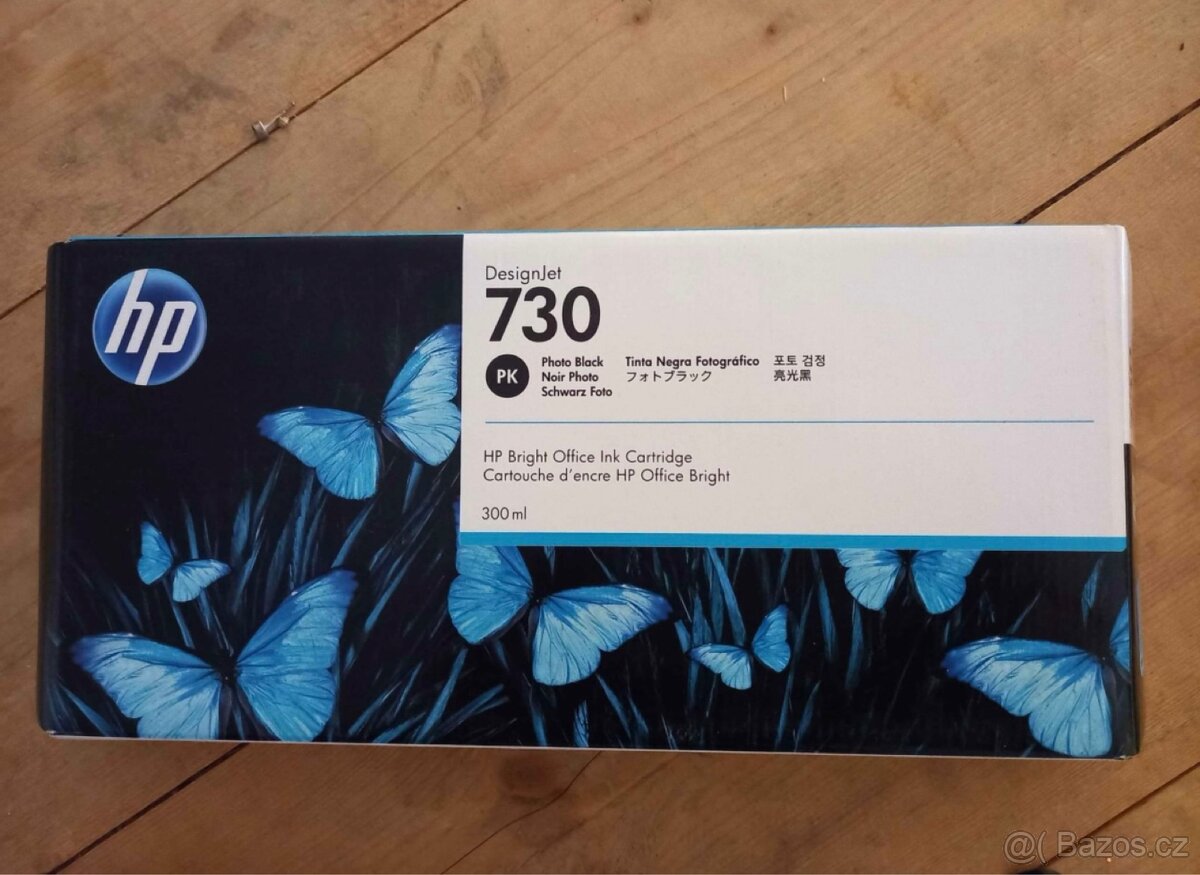 hp
DesignJet
730
PK
Photo Black
Noir Photo
Schwarz Foto
Tinta Negra Fotográfico
フォトブラック
포토 검정
亮光黑
HP Bright Office Ink Cartridge
Cartouche d'encre HP Office Bright
300 ml
@( Bazos.cz